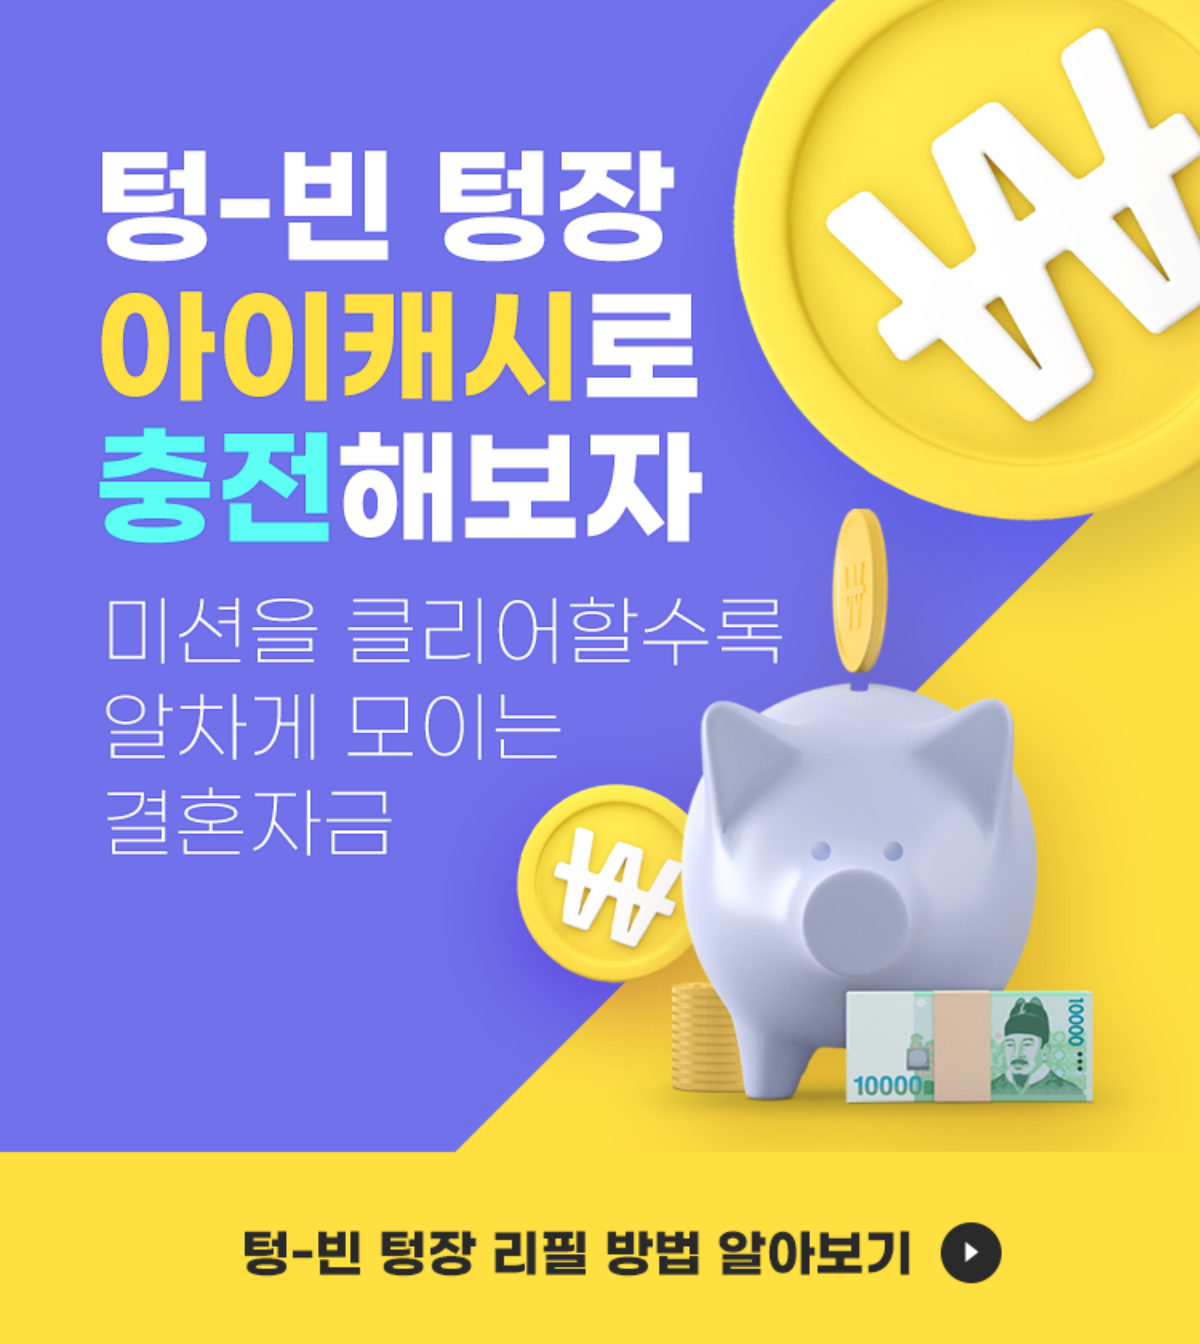 텅-빈 텅장
아이캐시로
충전해보자
미션을 클리어할수록
알차게 모이는
결혼자금
₩
₩
₩
10000
10000
텅-빈 텅장 리필 방법 알아보기